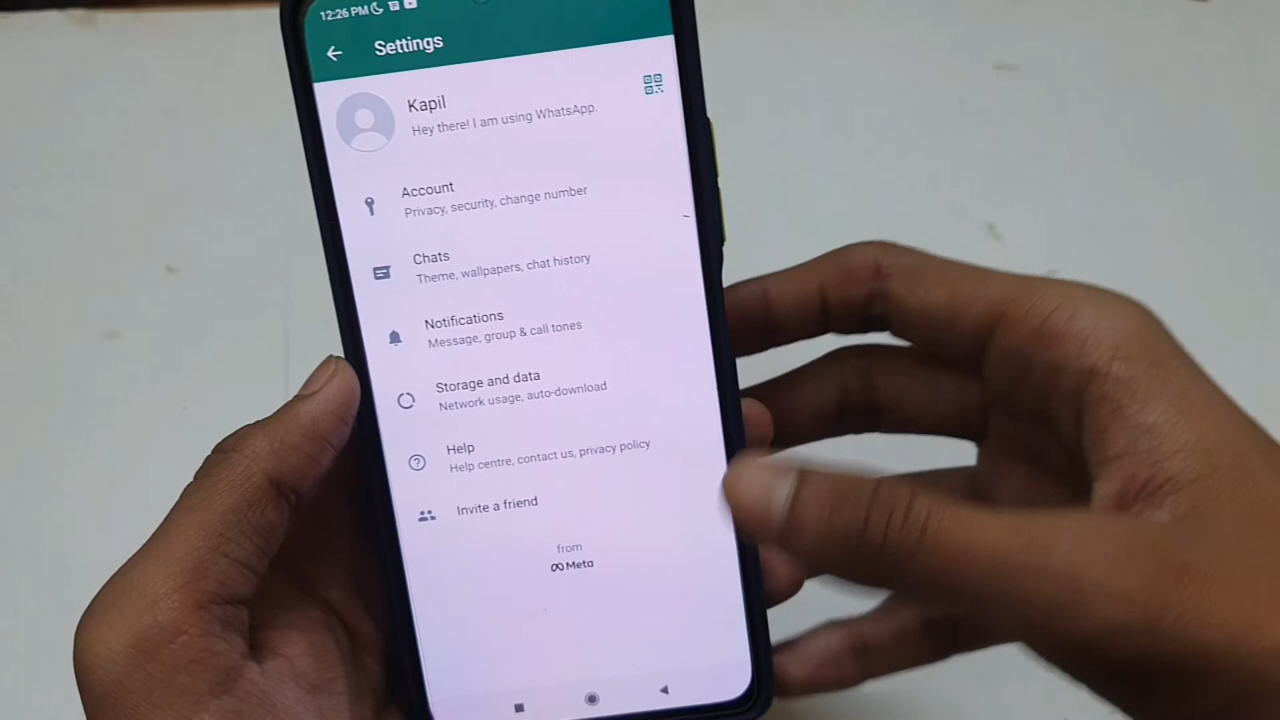 12:26 PM
Settings
Kapil
Hey there! I am using WhatsApp.
Account
Privacy, security, change number
Chats
Theme, wallpapers, chat history
Notifications
Message, group & call tones
Storage and data
Network usage, auto-download
Help
Help centre, contact us, privacy policy
Invite a friend
from
Meta